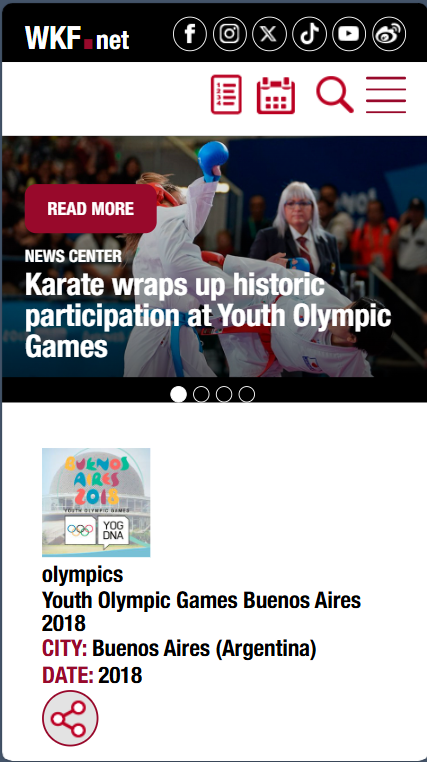 WKF.net
READ MORE
NEWS CENTER
Karate wraps up historic
participation at Youth Olympic
Games
BUENOS
AIRES
2018
YOUTH OLYMPIC GAMES
YOG
DNA
olympics
Youth Olympic Games Buenos Aires
2018
CITY: Buenos Aires (Argentina)
DATE: 2018